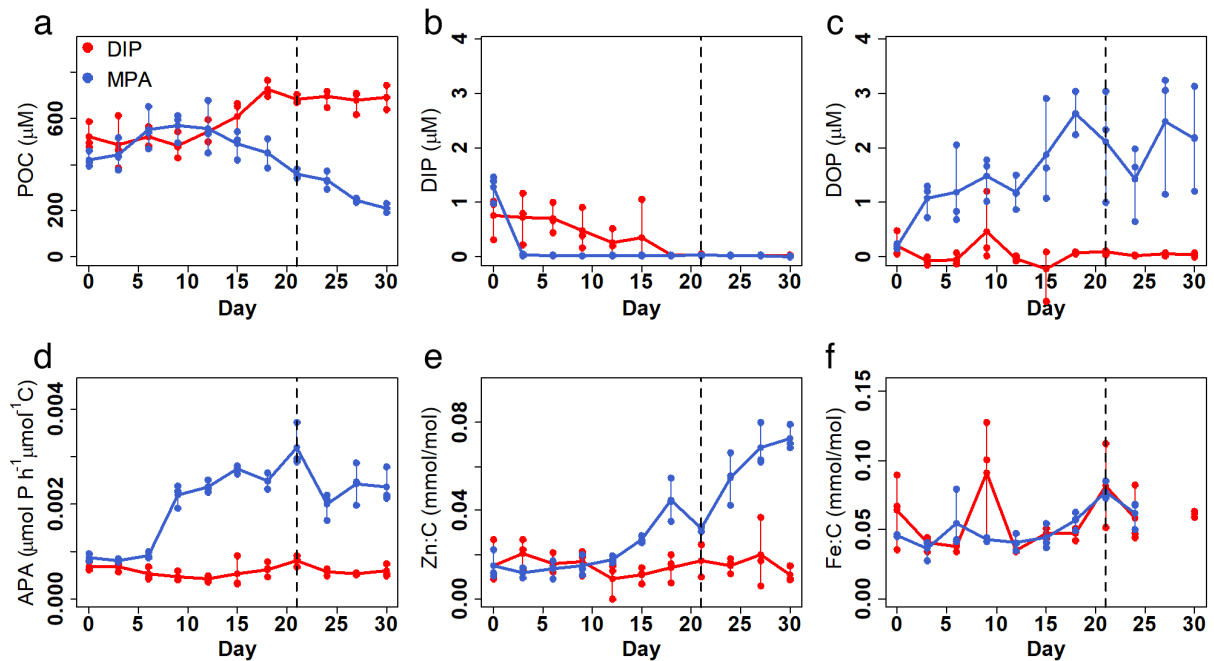 a
DIP
MPA
POC (μM)
0
200
600
0 5 10 15 20 25 30
Day
b
DIP (μM)
0
1
2
3
4
0 5 10 15 20 25 30
Day
c
DOP (μM)
0
1
2
3
4
0 5 10 15 20 25 30
Day
d
APA (μmol P h⁻¹μmol⁻¹C)
0.000
0.002
0.004
0 5 10 15 20 25 30
Day
e
Zn:C (mmol/mol)
0.00
0.04
0.08
0 5 10 15 20 25 30
Day
f
Fe:C (mmol/mol)
0.00
0.05
0.10
0.15
0 5 10 15 20 25 30
Day